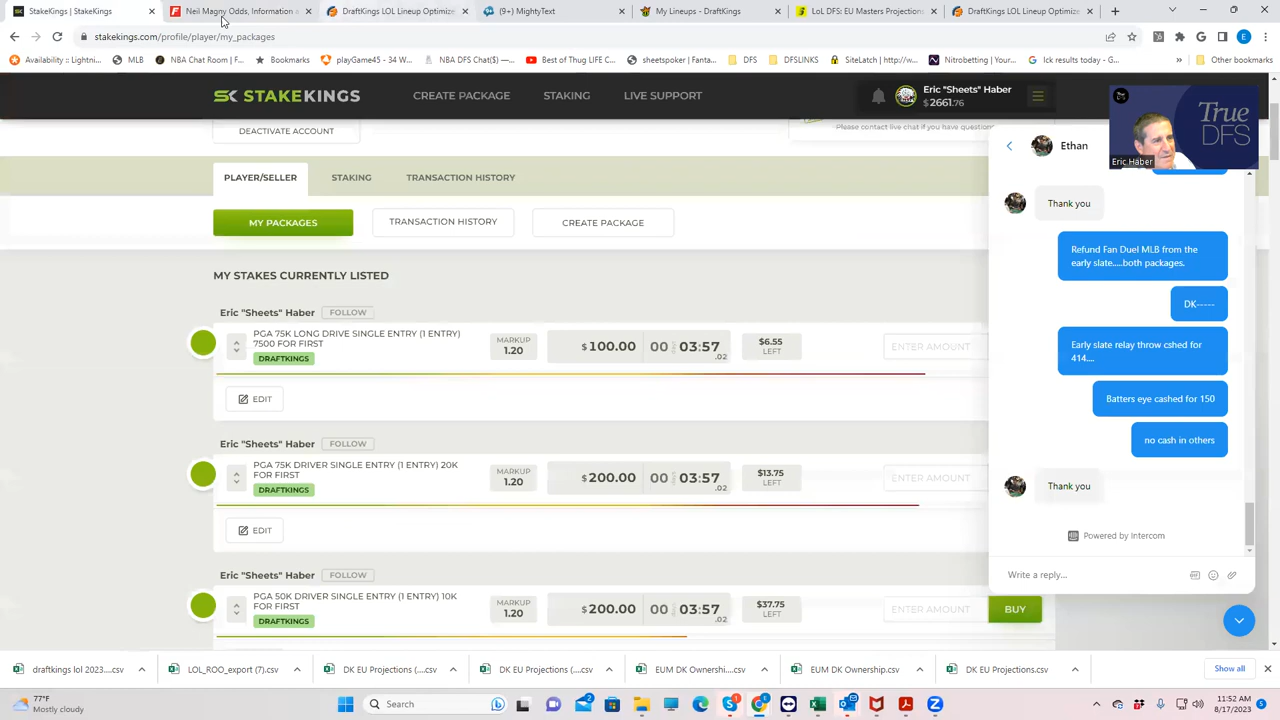 StakeKings | StakeKings
Neil Magny Odds, Information a
DraftKings LOL Lineup Optimize
(9+) MightyText
My Lineups - DraftKings
LoL DFS: EU Masters Projections
DraftKings LOL Lineup Optimize
stakekings.com/profile/player/my_packages
Availability :: Lightni...
MLB
NBA Chat Room | F...
Bookmarks
playGame45 - 34 W...
NBA DFS Chat($) —...
Best of Thug LIFE C...
sheetspoker | Fanta...
DFS
DFSLINKS
SiteLatch | http://w...
Nitrobetting | Your...
Ick results today - G...
Other bookmarks
STAKEKINGS
CREATE PACKAGE
STAKING
LIVE SUPPORT
Eric "Sheets" Haber
$ 2661.76
DEACTIVATE ACCOUNT
Please contact live chat if you have questions
PLAYER/SELLER
STAKING
TRANSACTION HISTORY
MY PACKAGES
TRANSACTION HISTORY
CREATE PACKAGE
MY STAKES CURRENTLY LISTED
Eric "Sheets" Haber FOLLOW
PGA 75K LONG DRIVE SINGLE ENTRY (1 ENTRY)
7500 FOR FIRST
DRAFTKINGS
MARKUP
1.20
$ 100.00
00 03:57
.02
$6.55
LEFT
ENTER AMOUNT
EDIT
Eric "Sheets" Haber FOLLOW
PGA 75K DRIVER SINGLE ENTRY (1 ENTRY) 20K
FOR FIRST
DRAFTKINGS
MARKUP
1.20
$ 200.00
00 03:57
.02
$13.75
LEFT
ENTER AMOUNT
EDIT
Eric "Sheets" Haber FOLLOW
PGA 50K DRIVER SINGLE ENTRY (1 ENTRY) 10K
FOR FIRST
DRAFTKINGS
MARKUP
1.20
$ 200.00
00 03:57
.02
$37.75
LEFT
ENTER AMOUNT
BUY
Ethan
True
DFS
Eric Haber
Thank you
Refund Fan Duel MLB from the
early slate.....both packages.
DK-----
Early slate relay throw cshed for
414....
Batters eye cashed for 150
no cash in others
Thank you
Powered by Intercom
Write a reply...
draftkings lol 2023....csv
LOL_ROO_export (7).csv
DK EU Projections (....csv
DK EU Projections (....csv
EUM DK Ownershi....csv
EUM DK Ownership.csv
DK EU Projections.csv
Show all
77°F
Mostly cloudy
Search
11:52 AM
8/17/2023